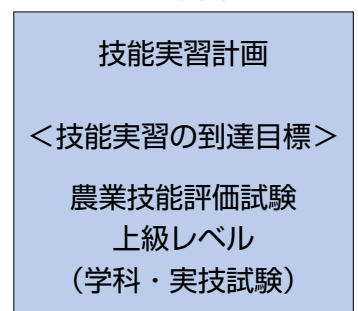 技能実習計画
＜技能実習の到達目標＞
農業技能評価試験
上級レベル
（学科・実技試験）